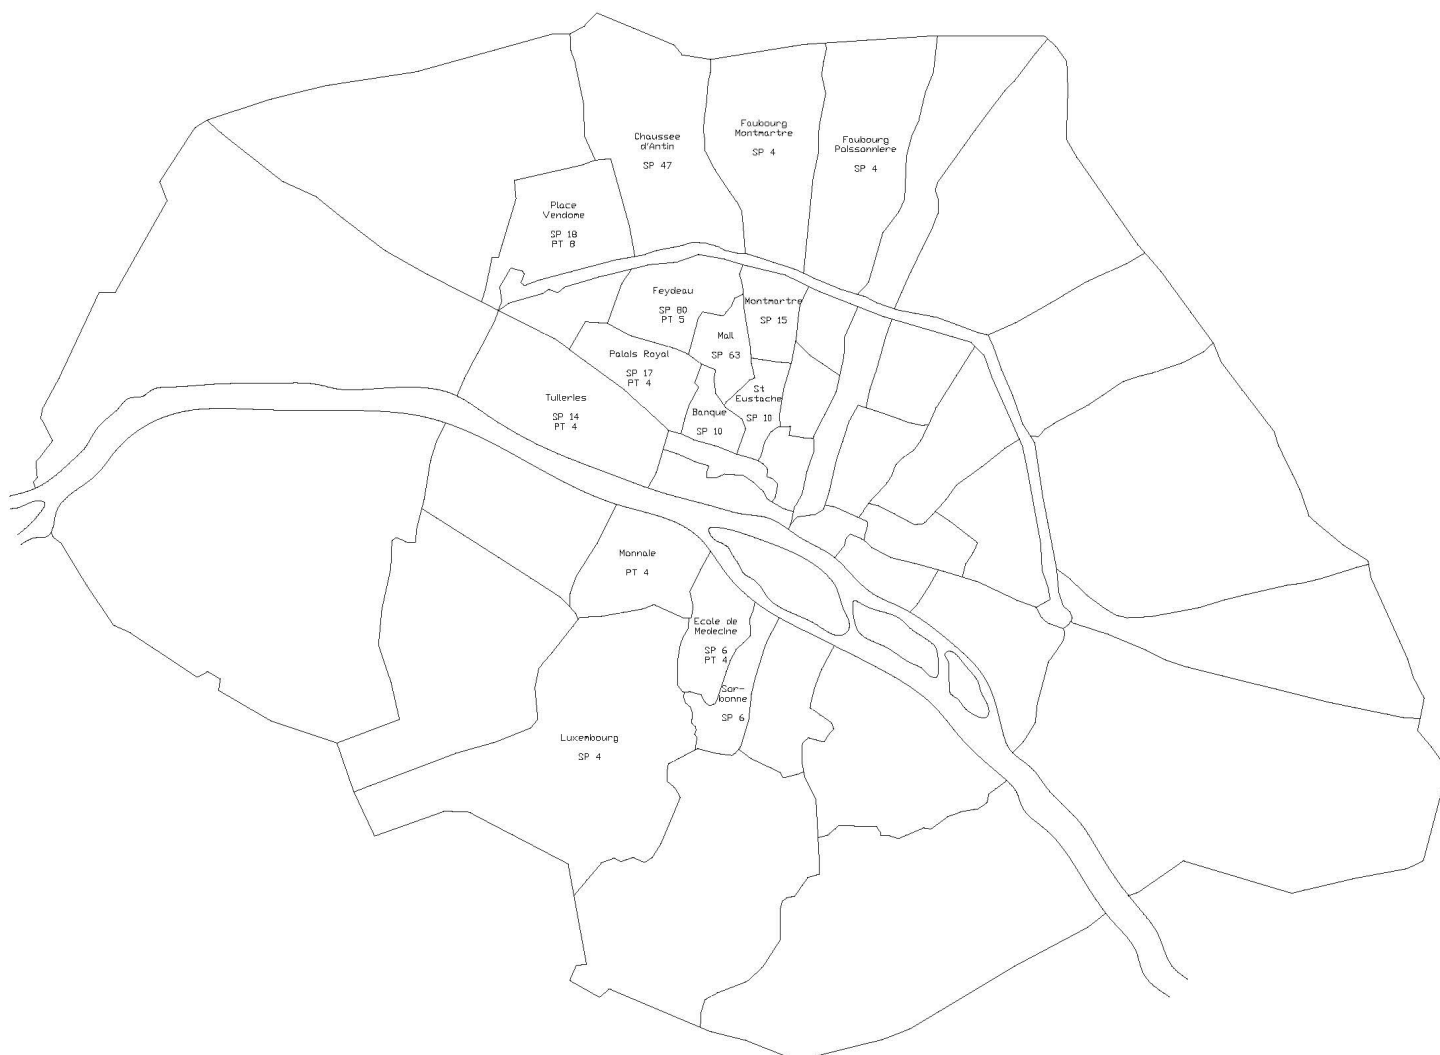 Chaussee
d'Antin
SP 47
Faubourg
Montmartre
SP 4
Faubourg
Poissonniere
SP 4
Place
Vendome
SP 18
PT 8
Feydeau
SP 80
PT 5
Montmartre
SP 15
Mail
SP 63
Palais Royal
SP 17
PT 4
Tuileries
SP 14
PT 4
St
Eustache
SP 10
Banque
SP 10
Monnaie
PT 4
Ecole de
Medecine
SP 6
PT 4
Sor-
bonne
SP 6
Luxembourg
SP 4